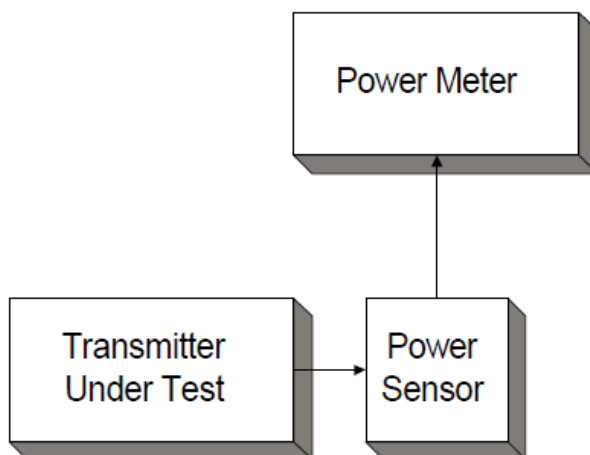 Power Meter
Transmitter
Under Test
Power
Sensor